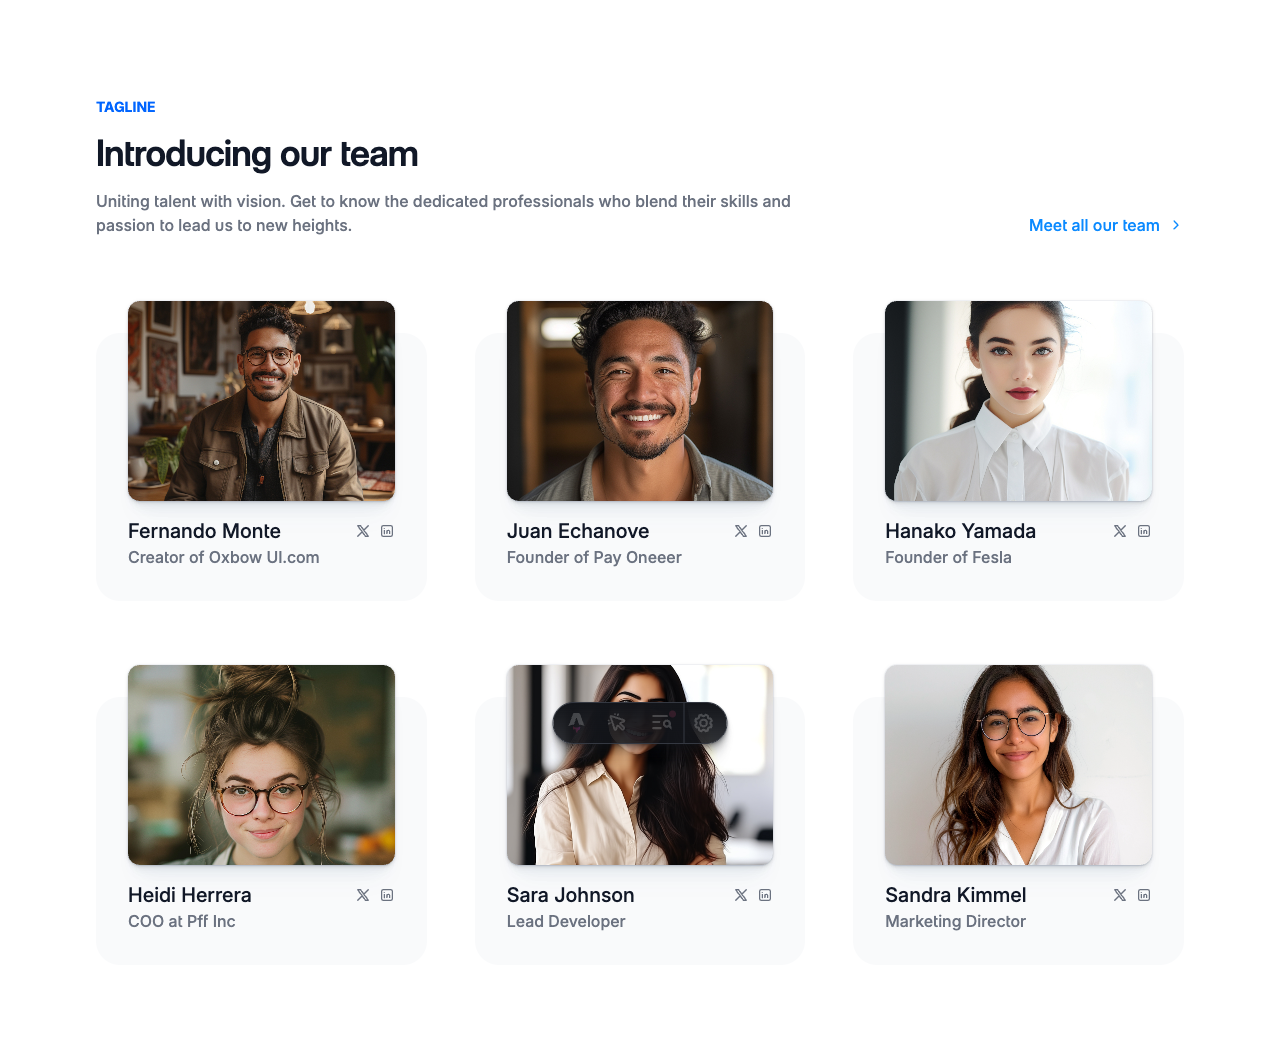 TAGLINE
Introducing our team
Uniting talent with vision. Get to know the dedicated professionals who blend their skills and
passion to lead us to new heights.
Meet all our team
Fernando Monte
Creator of Oxbow UI.com
Juan Echanove
Founder of Pay Oneeer
Hanako Yamada
Founder of Fesla
Heidi Herrera
COO at Pff Inc
Sara Johnson
Lead Developer
Sandra Kimmel
Marketing Director